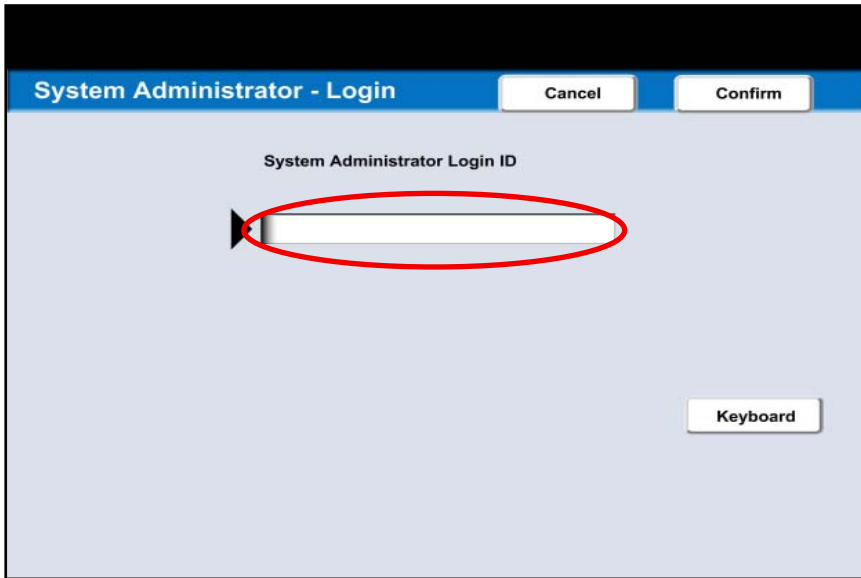 System Administrator - Login Cancel Confirm
System Administrator Login ID
Keyboard